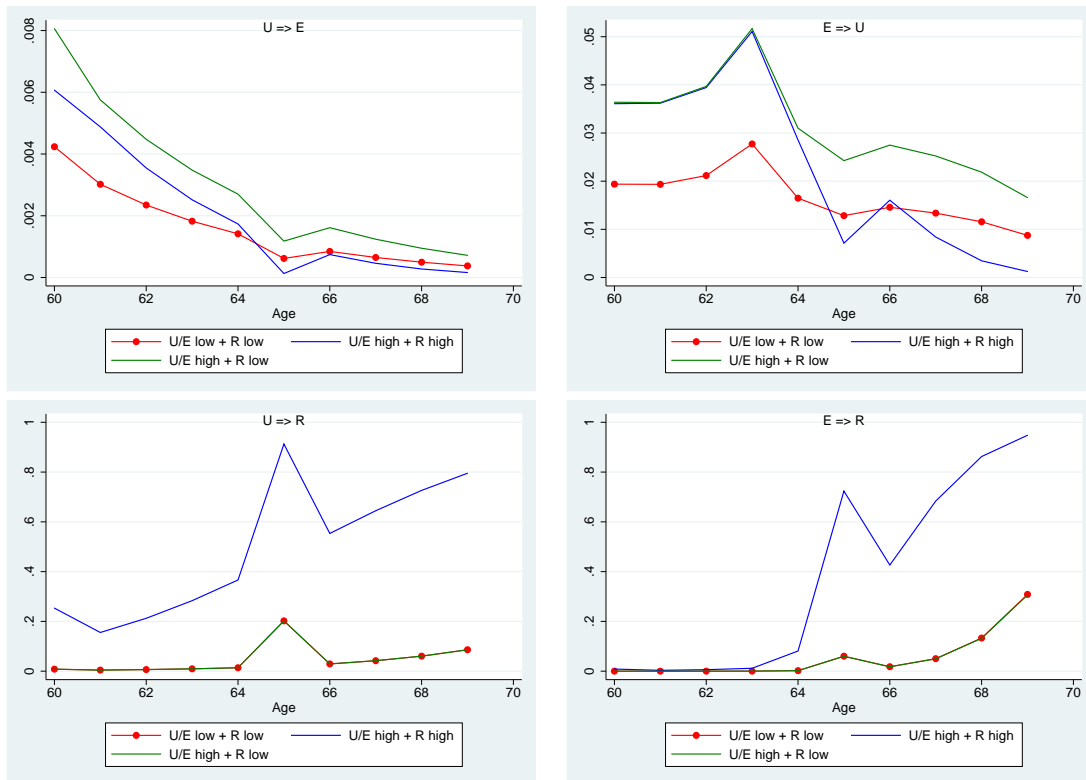 U => E
.008
.006
.004
.002
0
60 62 64 66 68 70
Age
U/E low + R low U/E high + R high
U/E high + R low
E => U
.05
.04
.03
.02
.01
0
60 62 64 66 68 70
Age
U/E low + R low U/E high + R high
U/E high + R low
U => R
1
.8
.6
.4
.2
0
60 62 64 66 68 70
Age
U/E low + R low U/E high + R high
U/E high + R low
E => R
1
.8
.6
.4
.2
0
60 62 64 66 68 70
Age
U/E low + R low U/E high + R high
U/E high + R low